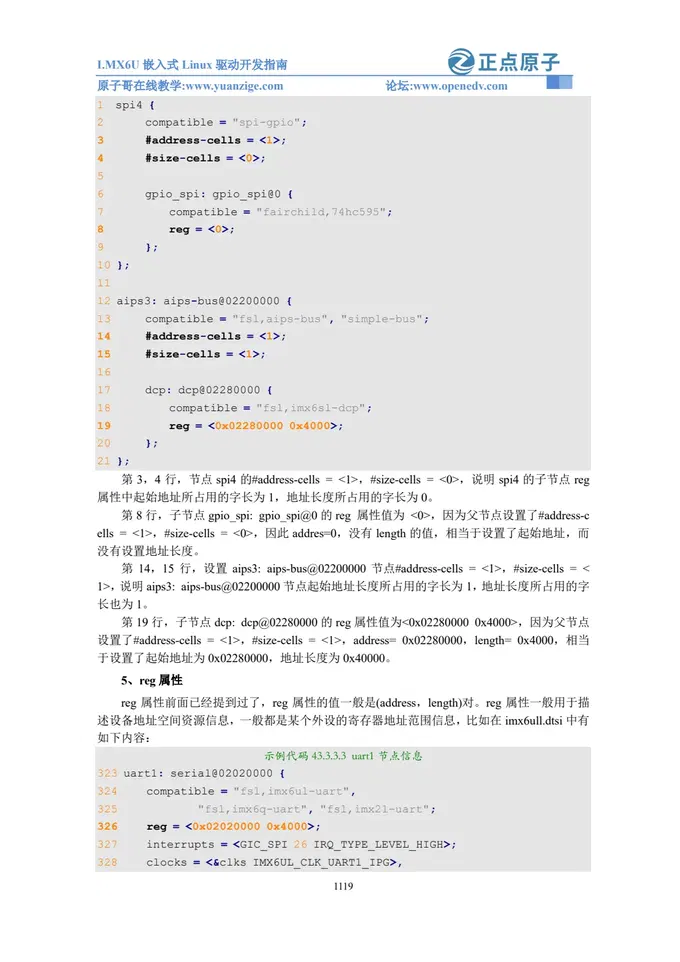 I.MX6U 嵌入式 Linux 驱动开发指南
正点原子
原子哥在线教学:www.yuanzige.com 论坛:www.openedv.com
1 spi4 {
2 compatible = "spi-gpio";
3 #address-cells = <1>;
4 #size-cells = <0>;
5
6 gpio_spi: gpio_spi@0 {
7 compatible = "fairchild,74hc595";
8 reg = <0>;
9 };
10 };
11
12 aips3: aips-bus@02200000 {
13 compatible = "fsl,aips-bus", "simple-bus";
14 #address-cells = <1>;
15 #size-cells = <1>;
16
17 dcp: dcp@02280000 {
18 compatible = "fsl,imx6sl-dcp";
19 reg = <0x02280000 0x4000>;
20 };
21 };
第 3，4 行，节点 spi4 的#address-cells = <1>，#size-cells = <0>，说明 spi4 的子节点 reg
属性中起始地址所占用的字长为 1，地址长度所占用的字长为 0。
第 8 行，子节点 gpio_spi: gpio_spi@0 的 reg 属性值为 <0>，因为父节点设置了#address-c
ells = <1>，#size-cells = <0>，因此 addres=0，没有 length 的值，相当于设置了起始地址，而
没有设置地址长度。
第 14，15 行，设置 aips3: aips-bus@02200000 节点#address-cells = <1>，#size-cells = <
1>，说明 aips3: aips-bus@02200000 节点起始地址长度所占用的字长为 1，地址长度所占用的字
长也为 1。
第 19 行，子节点 dcp: dcp@02280000 的 reg 属性值为<0x02280000 0x4000>，因为父节点
设置了#address-cells = <1>，#size-cells = <1>，address= 0x02280000，length= 0x4000，相当
于设置了起始地址为 0x02280000，地址长度为 0x40000。
5、reg 属性
reg 属性前面已经提到过了，reg 属性的值一般是(address，length)对。reg 属性一般用于描
述设备地址空间资源信息，一般都是某个外设的寄存器地址范围信息，比如在 imx6ull.dtsi 中有
如下内容：
示例代码 43.3.3.3 uart1 节点信息
323 uart1: serial@02020000 {
324 compatible = "fsl,imx6ul-uart",
325 "fsl,imx6q-uart", "fsl,imx21-uart";
326 reg = <0x02020000 0x4000>;
327 interrupts = <GIC_SPI 26 IRQ_TYPE_LEVEL_HIGH>;
328 clocks = <&clks IMX6UL_CLK_UART1_IPG>,
1119